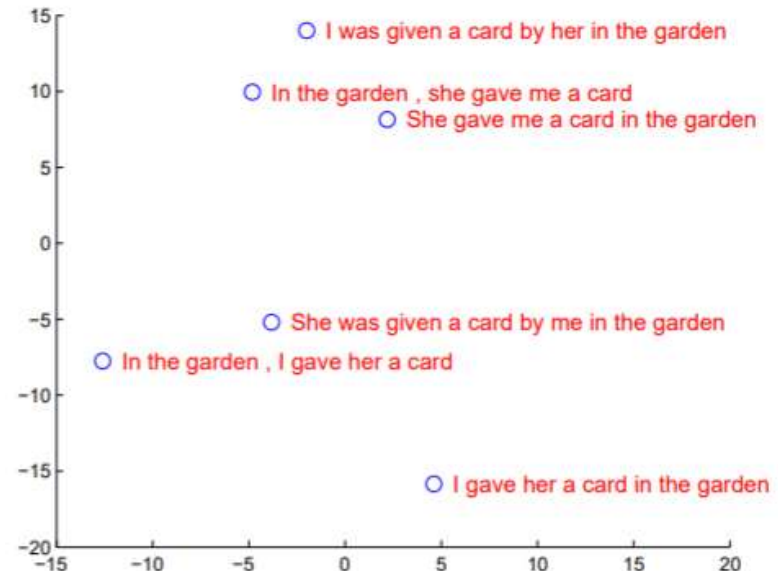 15
I was given a card by her in the garden
10
In the garden , she gave me a card
She gave me a card in the garden
5
0
−5
She was given a card by me in the garden
In the garden , I gave her a card
−10
−15
I gave her a card in the garden
−20
−15 −10 −5 0 5 10 15 20